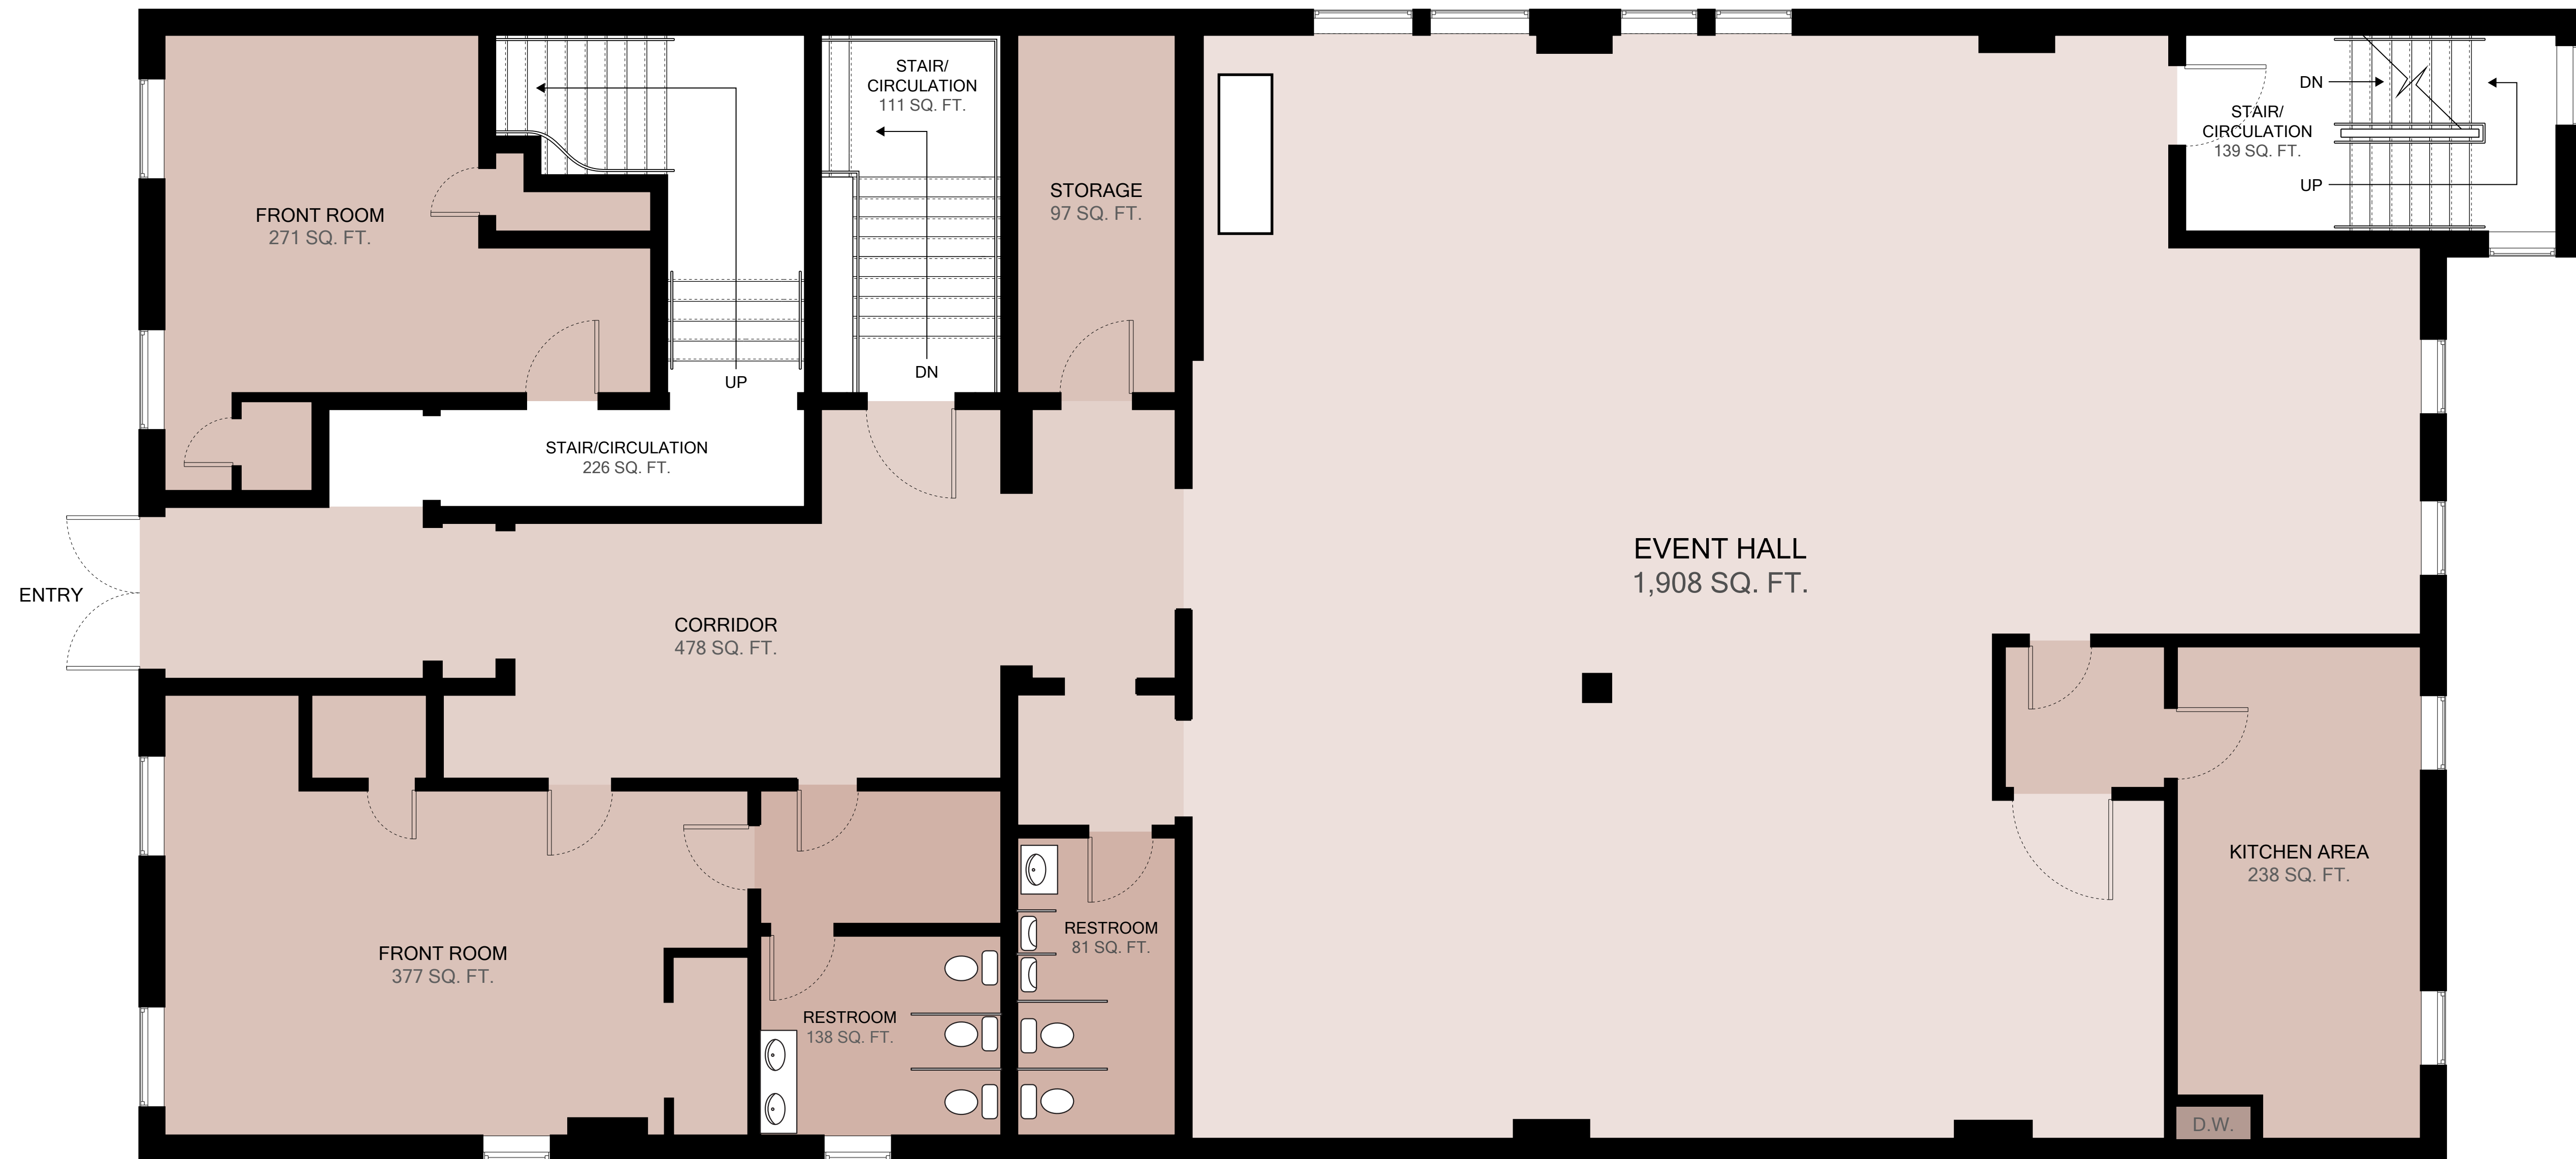 STAIR/
CIRCULATION
111 SQ. FT.
DN
STAIR/
CIRCULATION
139 SQ. FT.
UP
STORAGE
97 SQ. FT.
FRONT ROOM
271 SQ. FT.
UP
DN
STAIR/CIRCULATION
226 SQ. FT.
ENTRY
CORRIDOR
478 SQ. FT.
EVENT HALL
1,908 SQ. FT.
KITCHEN AREA
238 SQ. FT.
FRONT ROOM
377 SQ. FT.
RESTROOM
81 SQ. FT.
RESTROOM
138 SQ. FT.
D.W.